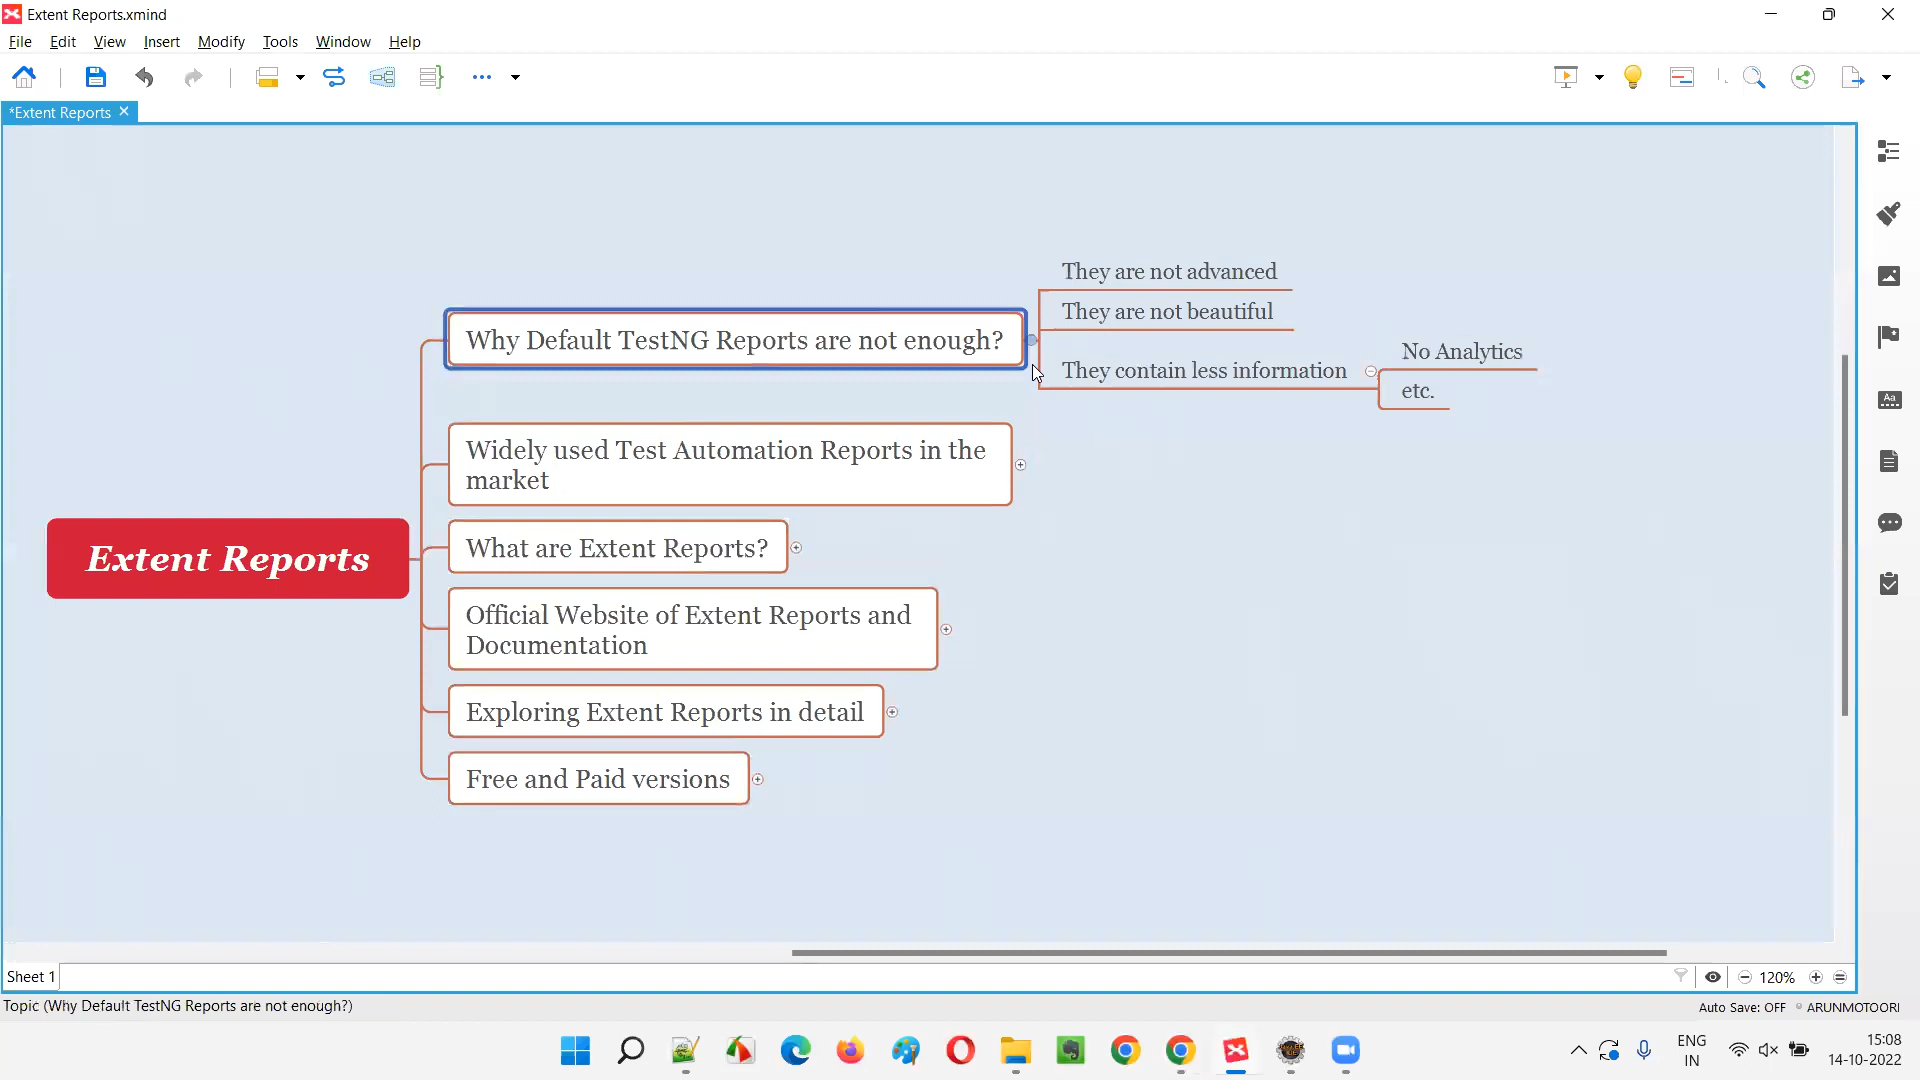 Extent Reports.xmind
File Edit View Insert Modify Tools Window Help
*Extent Reports
They are not advanced
They are not beautiful
Why Default TestNG Reports are not enough?
No Analytics
They contain less information
etc.
Widely used Test Automation Reports in the
market
What are Extent Reports?
Extent Reports
Official Website of Extent Reports and
Documentation
Exploring Extent Reports in detail
Free and Paid versions
Aa
Sheet 1
120%
Topic (Why Default TestNG Reports are not enough?)
Auto Save: OFF
ARUNMOTOORI
ENG
IN
15:08
14-10-2022